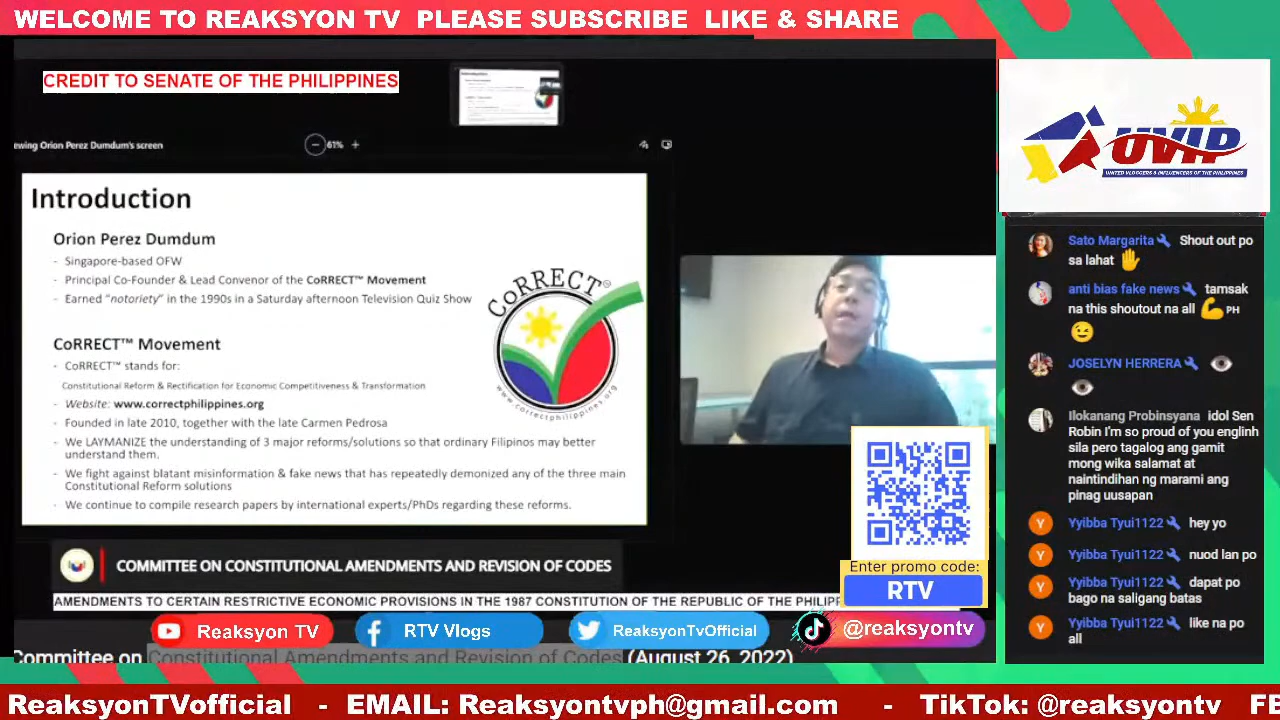 WELCOME TO REAKSYON TV PLEASE SUBSCRIBE LIKE & SHARE
CREDIT TO SENATE OF THE PHILIPPINES
ewing Orion Perez Dumdum's screen
61%
Introduction
Orion Perez Dumdum
- Singapore-based OFW
- Principal Co-Founder & Lead Convenor of the CoRRECT™ Movement
- Earned "notoriety" in the 1990s in a Saturday afternoon Television Quiz Show
CoRRECT™ Movement
- CoRRECT™ stands for:
Constitutional Reform & Rectification for Economic Competitiveness & Transformation
- Website: www.correctphilippines.org
- Founded in late 2010, together with the late Carmen Pedrosa
- We LAYMANIZE the understanding of 3 major reforms/solutions so that ordinary Filipinos may better
understand them.
- We fight against blatant misinformation & fake news that has repeatedly demonized any of the three main
Constitutional Reform solutions
- We continue to compile research papers by international experts/PhDs regarding these reforms.
CoRRECT
www.correctphilippines.org
COMMITTEE ON CONSTITUTIONAL AMENDMENTS AND REVISION OF CODES
AMENDMENTS TO CERTAIN RESTRICTIVE ECONOMIC PROVISIONS IN THE 1987 CONSTITUTION OF THE REPUBLIC OF THE PHILIPP
Enter promo code:
RTV
Reaksyon TV
RTV Vlogs
ReaksyonTvOfficial
@reaksyontv
Committee on Constitutional Amendments and Revision of Codes (August 26, 2022)
UVIP
UNITED VLOGGERS & INFLUENCERS OF THE PHILIPPINES
Sato Margarita Shout out po
sa lahat
anti bias fake news tamsak
na this shoutout na all PH
JOSELYN HERRERA
Ilokanang Probinsyana idol Sen
Robin I'm so proud of you englinh
sila pero tagalog ang gamit
mong wika salamat at
naintindihan ng marami ang
pinag uusapan
Y Yyibba Tyui1122 hey yo
Y Yyibba Tyui1122 nuod lan po
Y Yyibba Tyui1122 dapat po
bago na saligang batas
Y Yyibba Tyui1122 like na po
all
ReaksyonTVofficial - EMAIL: Reaksyontvph@gmail.com - TikTok: @reaksyontv FB